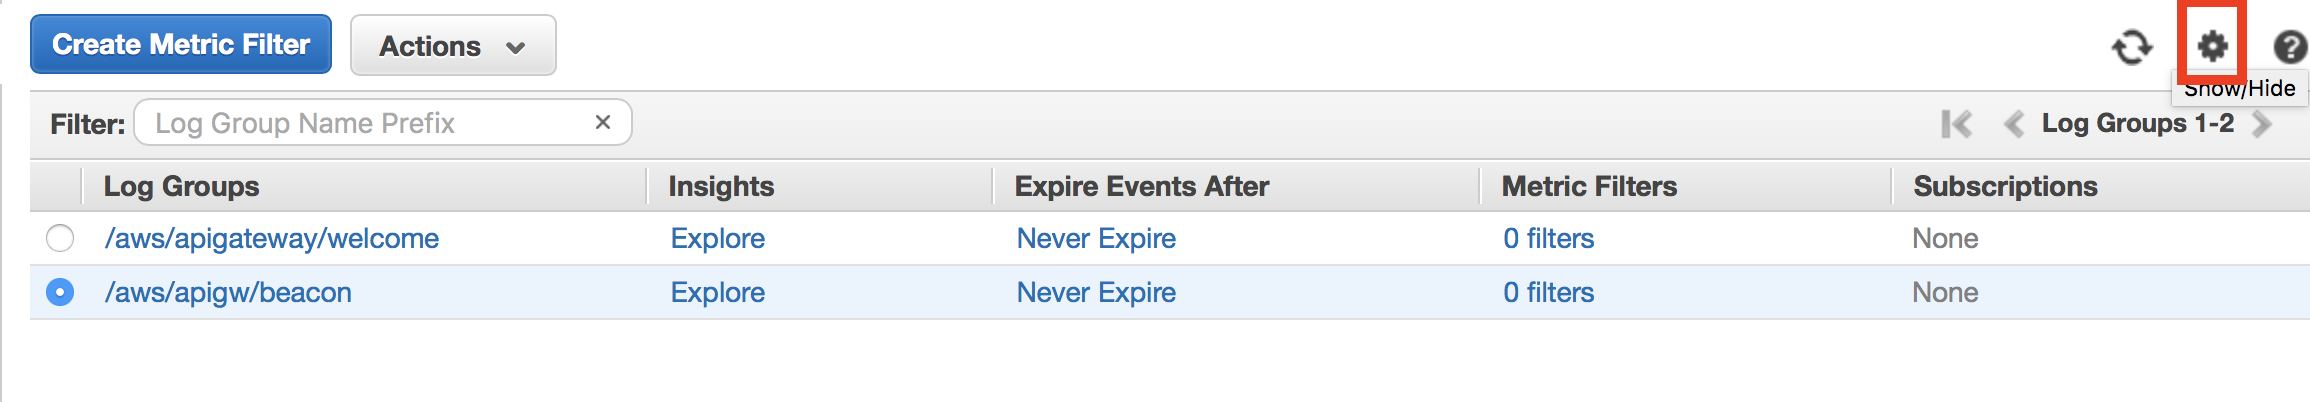 Create Metric Filter Actions
Show/Hide
Filter: Log Group Name Prefix Log Groups 1-2
Log Groups Insights Expire Events After Metric Filters Subscriptions
/aws/apigateway/welcome Explore Never Expire 0 filters None
/aws/apigw/beacon Explore Never Expire 0 filters None